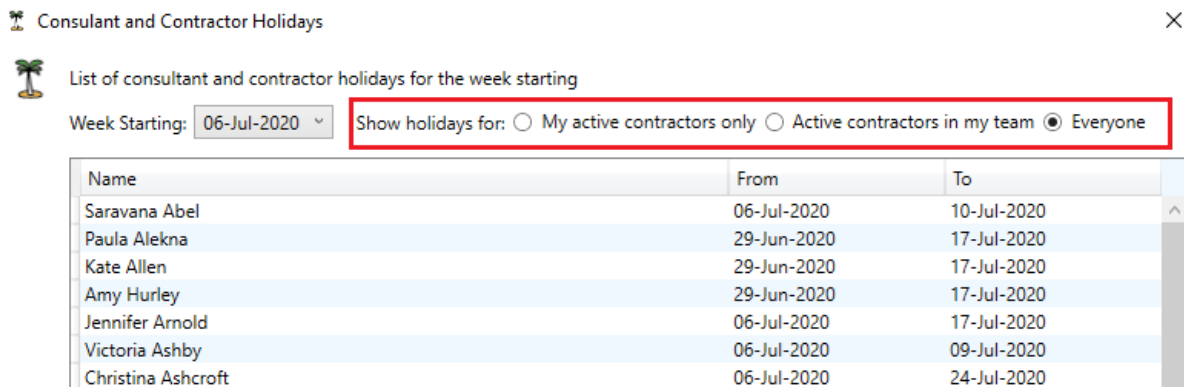 Consulant and Contractor Holidays
List of consultant and contractor holidays for the week starting
Week Starting: 06-Jul-2020 Show holidays for: My active contractors only Active contractors in my team Everyone
Name From To
Saravana Abel 06-Jul-2020 10-Jul-2020
Paula Alekna 29-Jun-2020 17-Jul-2020
Kate Allen 29-Jun-2020 17-Jul-2020
Amy Hurley 29-Jun-2020 17-Jul-2020
Jennifer Arnold 06-Jul-2020 17-Jul-2020
Victoria Ashby 06-Jul-2020 09-Jul-2020
Christina Ashcroft 06-Jul-2020 24-Jul-2020